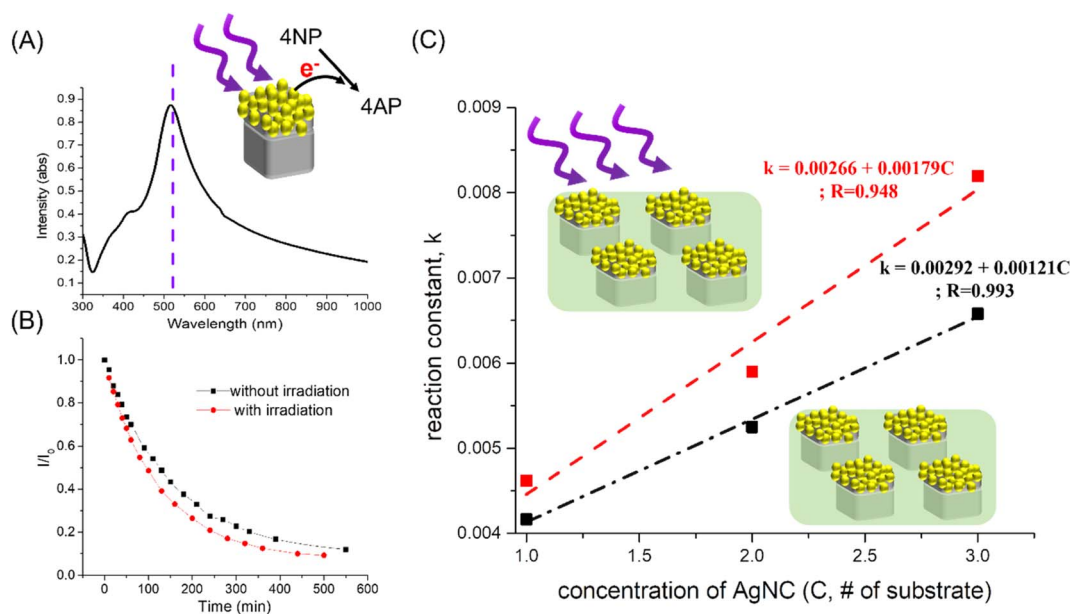 (A)
4NP
e-
4AP
0.9
0.8
0.7
0.6
0.5
0.4
0.3
0.2
0.1
Intensity (abs)
300 400 500 600 700 800 900 1000
Wavelength (nm)
(B)
1.0
0.8
0.6
0.4
0.2
0.0
I/I0
without irradiation
with irradiation
0 100 200 300 400 500 600
Time (min)
(C)
0.009
0.008
0.007
0.006
0.005
0.004
reaction constant, k
k = 0.00266 + 0.00179C
; R=0.948
k = 0.00292 + 0.00121C
; R=0.993
1.0 1.5 2.0 2.5 3.0
concentration of AgNC (C, # of substrate)